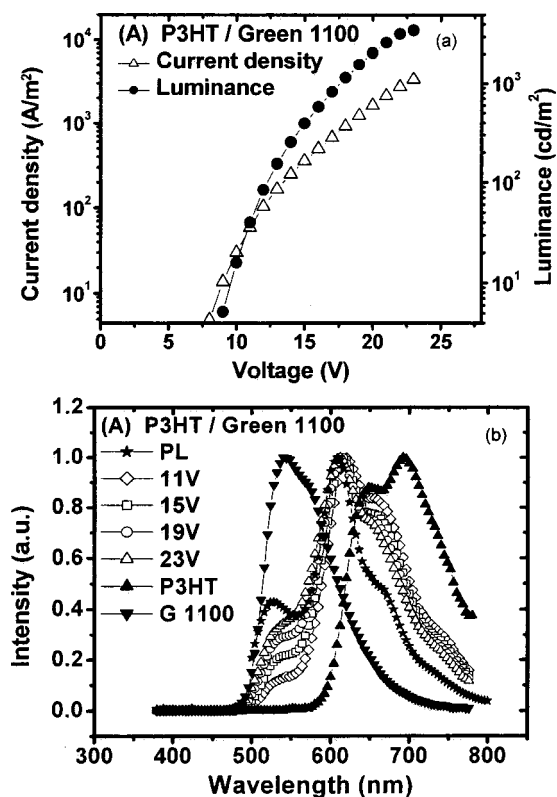 (A) P3HT / Green 1100 (a)
Current density
Luminance
Current density (A/m²)
10⁴
10³
10²
10¹
Luminance (cd/m²)
10³
10²
10¹
0 5 10 15 20 25
Voltage (V)
(A) P3HT / Green 1100 (b)
PL
11V
15V
19V
23V
P3HT
G 1100
Intensity (a.u.)
1.2
1.0
0.8
0.6
0.4
0.2
0.0
300 400 500 600 700 800
Wavelength (nm)